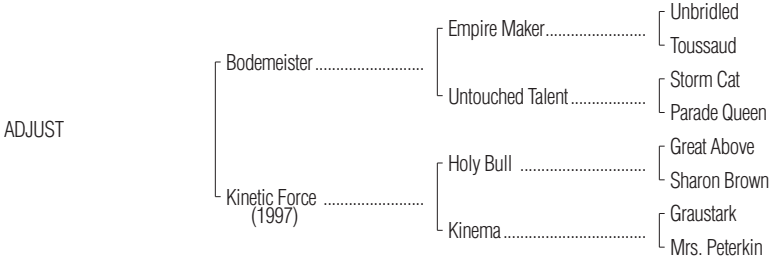 Unbridled
Empire Maker........................
Toussaud
Bodemeister..........................
Storm Cat
Untouched Talent..................
Parade Queen
ADJUST
Great Above
Holy Bull ..............................
Sharon Brown
Kinetic Force ........................
(1997)
Graustark
Kinema..................................
Mrs. Peterkin